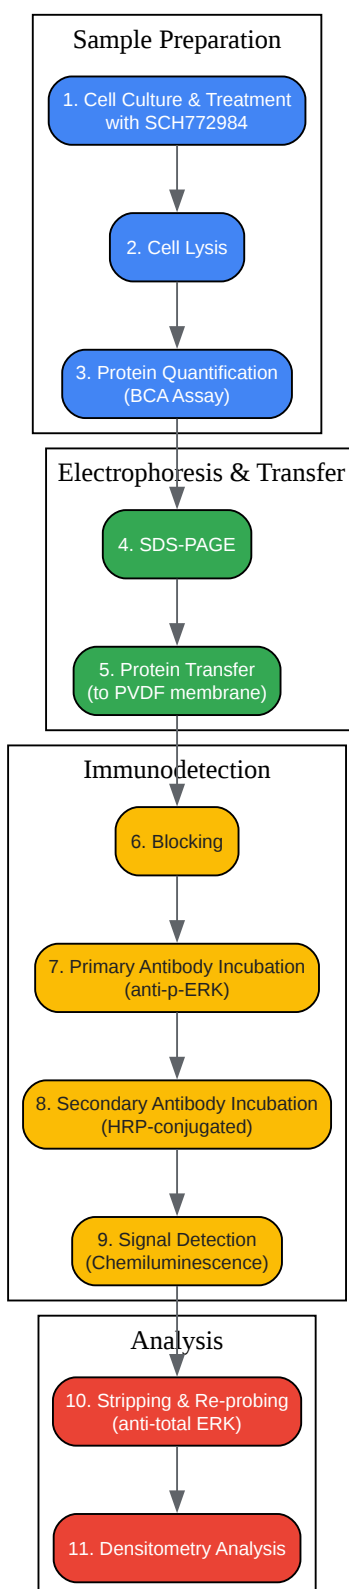 Sample Preparation
1. Cell Culture & Treatment
with SCH772984
2. Cell Lysis
3. Protein Quantification
(BCA Assay)
Electrophoresis & Transfer
4. SDS-PAGE
5. Protein Transfer
(to PVDF membrane)
Immunodetection
6. Blocking
7. Primary Antibody Incubation
(anti-p-ERK)
8. Secondary Antibody Incubation
(HRP-conjugated)
9. Signal Detection
(Chemiluminescence)
Analysis
10. Stripping & Re-probing
(anti-total ERK)
11. Densitometry Analysis